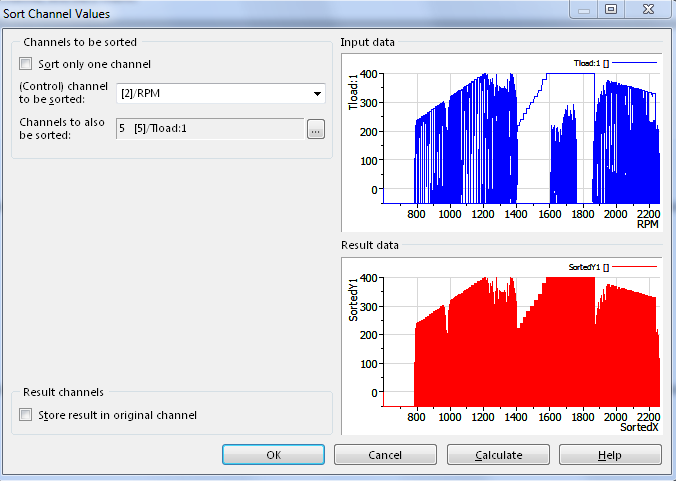 Sort Channel Values
Channels to be sorted
Sort only one channel
(Control) channel
to be sorted:
[2]/RPM
Channels to also
be sorted:
5 [5]/Tload:1
...
Input data
Tload:1 []
Tload:1
400
300
200
100
0
800 1000 1200 1400 1600 1800 2000 2200
RPM
Result data
SortedY1 []
SortedY1
400
300
200
100
0
800 1000 1200 1400 1600 1800 2000 2200
SortedX
Result channels
Store result in original channel
OK
Cancel
Calculate
Help